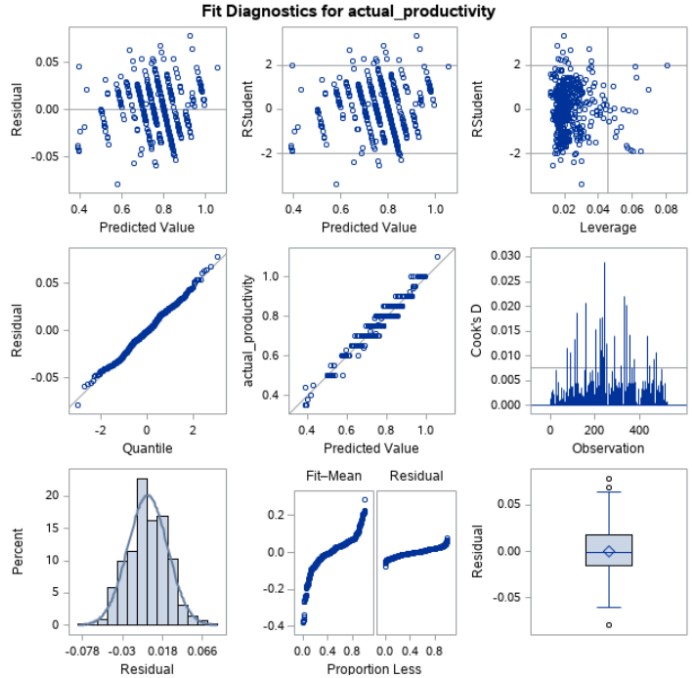 Fit Diagnostics for actual_productivity
Residual
0.05
0.00
-0.05
0.4 0.6 0.8 1.0
Predicted Value
RStudent
2
0
-2
0.4 0.6 0.8 1.0
Predicted Value
RStudent
2
0
-2
0.02 0.04 0.06 0.08
Leverage
Residual
0.05
0.00
-0.05
-2 0 2
Quantile
actual_productivity
1.0
0.8
0.6
0.4
0.4 0.6 0.8 1.0
Predicted Value
Cook's D
0.030
0.025
0.020
0.015
0.010
0.005
0.000
0 200 400
Observation
Percent
20
15
10
5
0
-0.078 -0.03 0.018 0.066
Residual
Fit–Mean Residual
0.2
0.0
-0.2
-0.4
0.0 0.8 0.0 0.8
Proportion Less
Residual
0.05
0.00
-0.05